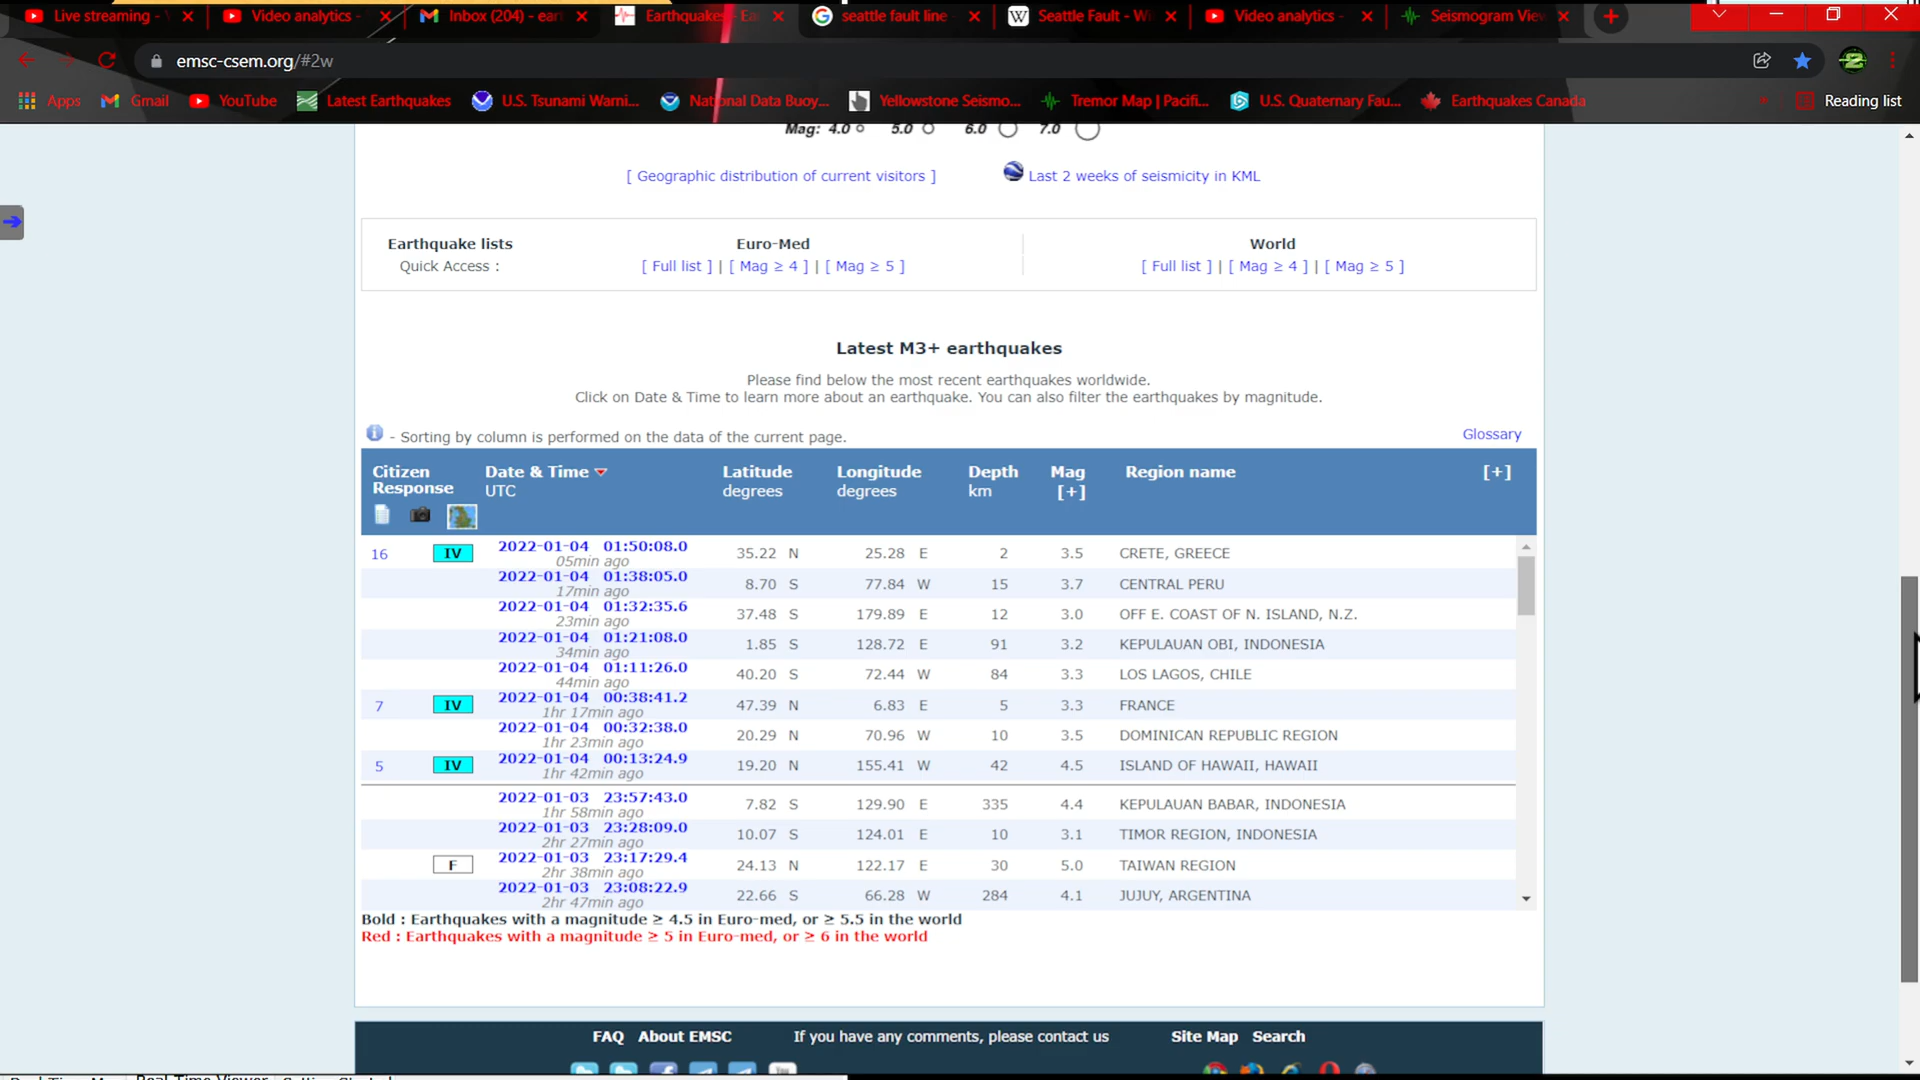 Live streaming - Y
Video analytics -
Inbox (204) - ear
Earthquakes - Ea
seattle fault line
Seattle Fault - Wi
Video analytics -
Seismogram View
emsc-csem.org/#2w
Apps
Gmail
YouTube
Latest Earthquakes
U.S. Tsunami Warni...
National Data Buoy...
Yellowstone Seismo...
Tremor Map | Pacifi...
U.S. Quaternary Fau...
Earthquakes Canada
Reading list
Mag: 4.0 5.0 6.0 7.0
[ Geographic distribution of current visitors ] Last 2 weeks of seismicity in KML
Earthquake lists Euro-Med World
Quick Access : [ Full list ] | [ Mag ≥ 4 ] | [ Mag ≥ 5 ] [ Full list ] | [ Mag ≥ 4 ] | [ Mag ≥ 5 ]
Latest M3+ earthquakes
Please find below the most recent earthquakes worldwide.
Click on Date & Time to learn more about an earthquake. You can also filter the earthquakes by magnitude.
- Sorting by column is performed on the data of the current page. Glossary
Citizen Response Date & Time UTC Latitude degrees Longitude degrees Depth km Mag [+] Region name [+]
16 IV 2022-01-04 01:50:08.0 35.22 N 25.28 E 2 3.5 CRETE, GREECE
05min ago
2022-01-04 01:38:05.0 8.70 S 77.84 W 15 3.7 CENTRAL PERU
17min ago
2022-01-04 01:32:35.6 37.48 S 179.89 E 12 3.0 OFF E. COAST OF N. ISLAND, N.Z.
23min ago
2022-01-04 01:21:08.0 1.85 S 128.72 E 91 3.2 KEPULAUAN OBI, INDONESIA
34min ago
2022-01-04 01:11:26.0 40.20 S 72.44 W 84 3.3 LOS LAGOS, CHILE
44min ago
7 IV 2022-01-04 00:38:41.2 47.39 N 6.83 E 5 3.3 FRANCE
1hr 17min ago
2022-01-04 00:32:38.0 20.29 N 70.96 W 10 3.5 DOMINICAN REPUBLIC REGION
1hr 23min ago
5 IV 2022-01-04 00:13:24.9 19.20 N 155.41 W 42 4.5 ISLAND OF HAWAII, HAWAII
1hr 42min ago
2022-01-03 23:57:43.0 7.82 S 129.90 E 335 4.4 KEPULAUAN BABAR, INDONESIA
1hr 58min ago
2022-01-03 23:28:09.0 10.07 S 124.01 E 10 3.1 TIMOR REGION, INDONESIA
2hr 27min ago
F 2022-01-03 23:17:29.4 24.13 N 122.17 E 30 5.0 TAIWAN REGION
2hr 38min ago
2022-01-03 23:08:22.9 22.66 S 66.28 W 284 4.1 JUJUY, ARGENTINA
2hr 47min ago
Bold : Earthquakes with a magnitude ≥ 4.5 in Euro-med, or ≥ 5.5 in the world
Red : Earthquakes with a magnitude ≥ 5 in Euro-med, or ≥ 6 in the world
FAQ About EMSC If you have any comments, please contact us Site Map Search